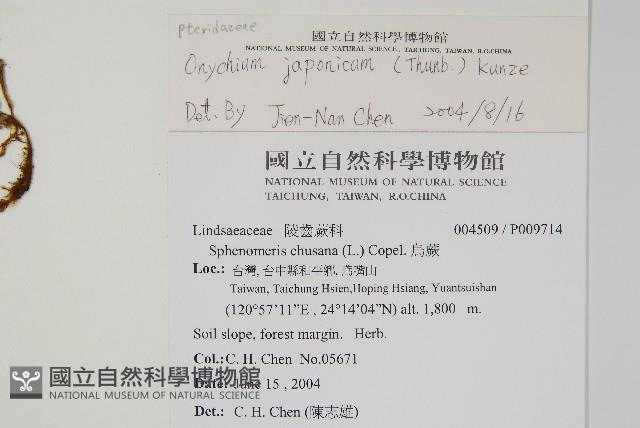 pteridaceae
國立自然科學博物館
NATIONAL MUSEUM OF NATURAL SCIENCE, TAICHUNG, TAIWAN, R.O.CHINA
Onychium japonicum (Thunb.) Kunze
Det. By Jien-Nan Chen 2004/8/16
國立自然科學博物館
NATIONAL MUSEUM OF NATURAL SCIENCE
TAICHUNG, TAIWAN, R.O.CHINA
Lindsaeaceae 陵齒蕨科 004509 / P009714
Sphenomeris chusana (L.) Copel. 烏蕨
Loc.: 台灣, 台中縣和平鄉, 鳶嘴山
Taiwan, Taichung Hsien,Hoping Hsiang, Yuantsuishan
(120°57’11”E , 24°14’04”N) alt. 1,800 m.
Soil slope, forest margin. Herb.
Col.: C. H. Chen No.05671
Date: June 15 , 2004
Det.: C. H. Chen (陳志雄)
國立自然科學博物館
NATIONAL MUSEUM OF NATURAL SCIENCE